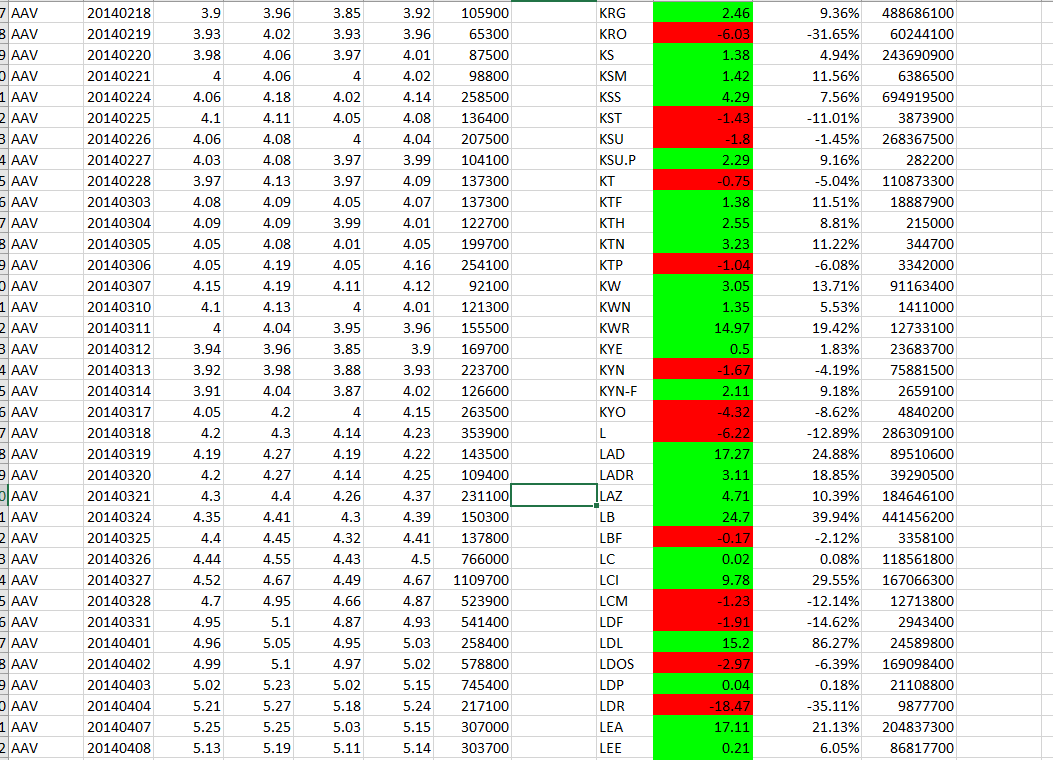 7 AAV 20140218 3.9 3.96 3.85 3.92 105900 KRG 2.46 9.36% 488686100
8 AAV 20140219 3.93 4.02 3.93 3.96 65300 KRO -6.03 -31.65% 60244100
9 AAV 20140220 3.98 4.06 3.97 4.01 87500 KS 1.38 4.94% 243690900
0 AAV 20140221 4 4.06 4 4.02 98800 KSM 1.42 11.56% 6386500
1 AAV 20140224 4.06 4.18 4.02 4.14 258500 KSS 4.29 7.56% 694919500
2 AAV 20140225 4.1 4.11 4.05 4.08 136400 KST -1.43 -11.01% 3873900
3 AAV 20140226 4.06 4.08 4 4.04 207500 KSU -1.8 -1.45% 268367500
4 AAV 20140227 4.03 4.08 3.97 3.99 104100 KSU.P 2.29 9.16% 282200
5 AAV 20140228 3.97 4.13 3.97 4.09 137300 KT -0.75 -5.04% 110873300
6 AAV 20140303 4.08 4.09 4.05 4.07 137300 KTF 1.38 11.51% 18887900
7 AAV 20140304 4.09 4.09 3.99 4.01 122700 KTH 2.55 8.81% 215000
8 AAV 20140305 4.05 4.08 4.01 4.05 199700 KTN 3.23 11.22% 344700
9 AAV 20140306 4.05 4.19 4.05 4.16 254100 KTP -1.04 -6.08% 3342000
0 AAV 20140307 4.15 4.19 4.11 4.12 92100 KW 3.05 13.71% 91163400
1 AAV 20140310 4.1 4.13 4 4.01 121300 KWN 1.35 5.53% 1411000
2 AAV 20140311 4 4.04 3.95 3.96 155500 KWR 14.97 19.42% 12733100
3 AAV 20140312 3.94 3.96 3.85 3.9 169700 KYE 0.5 1.83% 23683700
4 AAV 20140313 3.92 3.98 3.88 3.93 223700 KYN -1.67 -4.19% 75881500
5 AAV 20140314 3.91 4.04 3.87 4.02 126600 KYN-F 2.11 9.18% 2659100
6 AAV 20140317 4.05 4.2 4 4.15 263500 KYO -4.32 -8.62% 4840200
7 AAV 20140318 4.2 4.3 4.14 4.23 353900 L -6.22 -12.89% 286309100
8 AAV 20140319 4.19 4.27 4.19 4.22 143500 LAD 17.27 24.88% 89510600
9 AAV 20140320 4.2 4.27 4.14 4.25 109400 LADR 3.11 18.85% 39290500
0 AAV 20140321 4.3 4.4 4.26 4.37 231100 LAZ 4.71 10.39% 184646100
1 AAV 20140324 4.35 4.41 4.3 4.39 150300 LB 24.7 39.94% 441456200
2 AAV 20140325 4.4 4.45 4.32 4.41 137800 LBF -0.17 -2.12% 3358100
3 AAV 20140326 4.44 4.55 4.43 4.5 766000 LC 0.02 0.08% 118561800
4 AAV 20140327 4.52 4.67 4.49 4.67 1109700 LCI 9.78 29.55% 167066300
5 AAV 20140328 4.7 4.95 4.66 4.87 523900 LCM -1.23 -12.14% 12713800
6 AAV 20140331 4.95 5.1 4.87 4.93 541400 LDF -1.91 -14.62% 2943400
7 AAV 20140401 4.96 5.05 4.95 5.03 258400 LDL 15.2 86.27% 24589800
8 AAV 20140402 4.99 5.1 4.97 5.02 578800 LDOS -2.97 -6.39% 169098400
9 AAV 20140403 5.02 5.23 5.02 5.15 745400 LDP 0.04 0.18% 21108800
0 AAV 20140404 5.21 5.27 5.18 5.24 217100 LDR -18.47 -35.11% 9877700
1 AAV 20140407 5.25 5.25 5.03 5.15 307000 LEA 17.11 21.13% 204837300
2 AAV 20140408 5.13 5.19 5.11 5.14 303700 LEE 0.21 6.05% 86817700